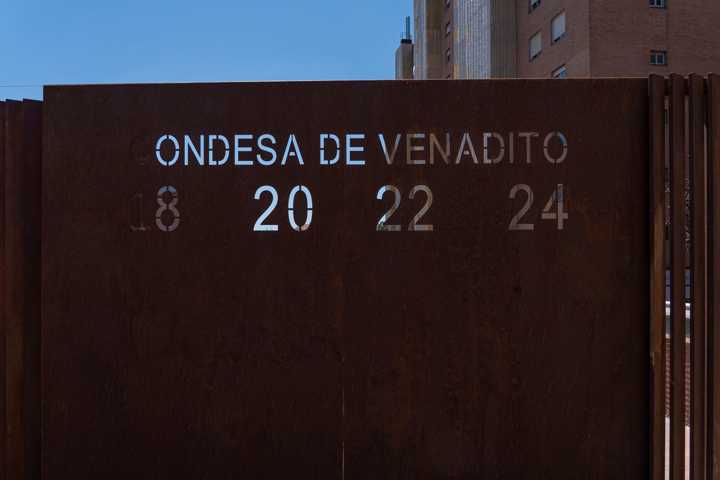 CONDESA DE VENADITO
18 20 22 24